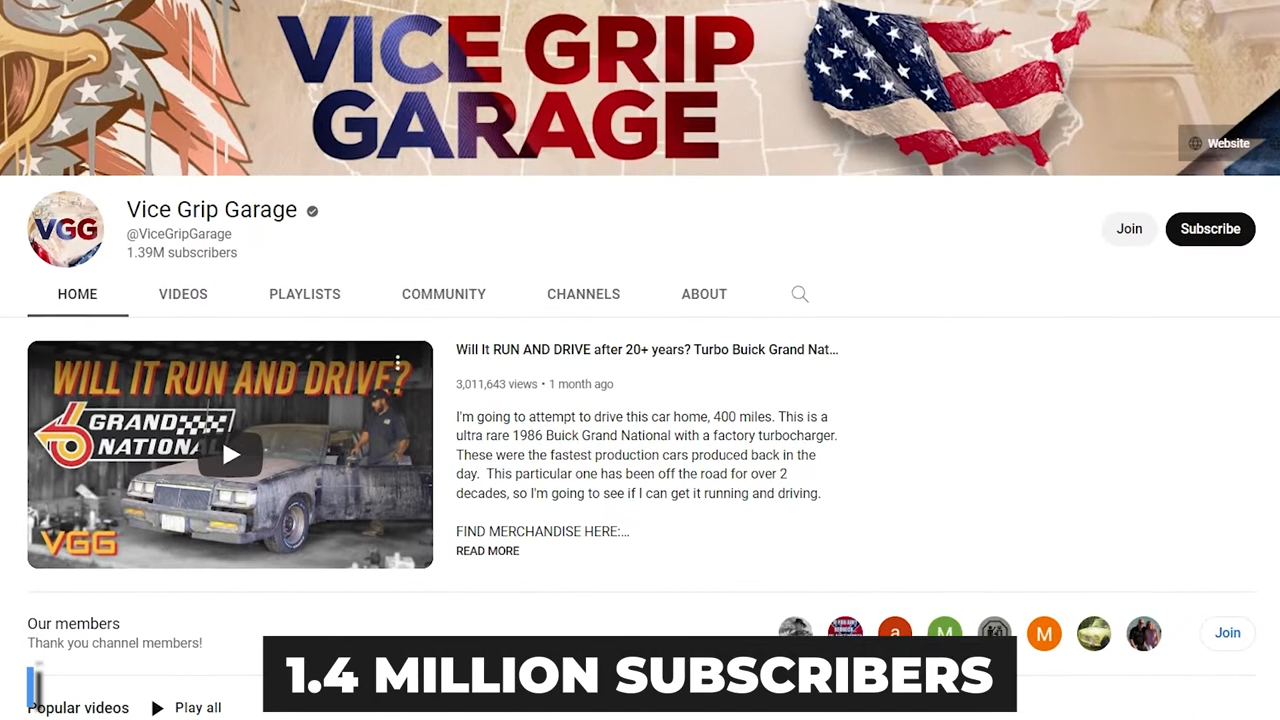 VICE GRIP
GARAGE
Website
VGG
Vice Grip Garage
@ViceGripGarage
1.39M subscribers
Join
Subscribe
HOME
VIDEOS
PLAYLISTS
COMMUNITY
CHANNELS
ABOUT
WILL IT RUN AND DRIVE?
GRAND
NATIONAL
VGG
Will It RUN AND DRIVE after 20+ years? Turbo Buick Grand Nat...
3,011,643 views • 1 month ago
I'm going to attempt to drive this car home, 400 miles. This is a
ultra rare 1986 Buick Grand National with a factory turbocharger.
These were the fastest production cars produced back in the
day. This particular one has been off the road for over 2
decades, so I'm going to see if I can get it running and driving.
FIND MERCHANDISE HERE:...
READ MORE
Our members
Thank you channel members!
a
M
M
Join
1.4 MILLION SUBSCRIBERS
Popular videos
Play all